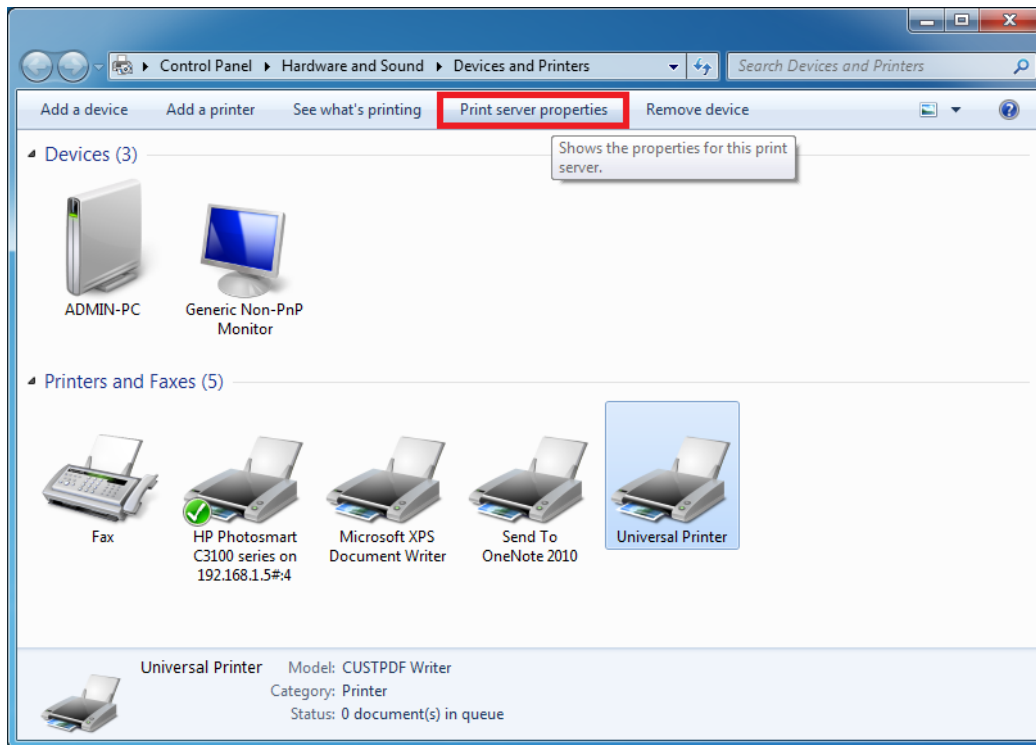 Control Panel Hardware and Sound Devices and Printers Search Devices and Printers
Add a device Add a printer See what's printing Print server properties Remove device
Shows the properties for this print
server.
Devices (3)
ADMIN-PC
Generic Non-PnP
Monitor
Printers and Faxes (5)
Fax
HP Photosmart
C3100 series on
192.168.1.5#:4
Microsoft XPS
Document Writer
Send To
OneNote 2010
Universal Printer
Universal Printer Model: CUSTPDF Writer
Category: Printer
Status: 0 document(s) in queue